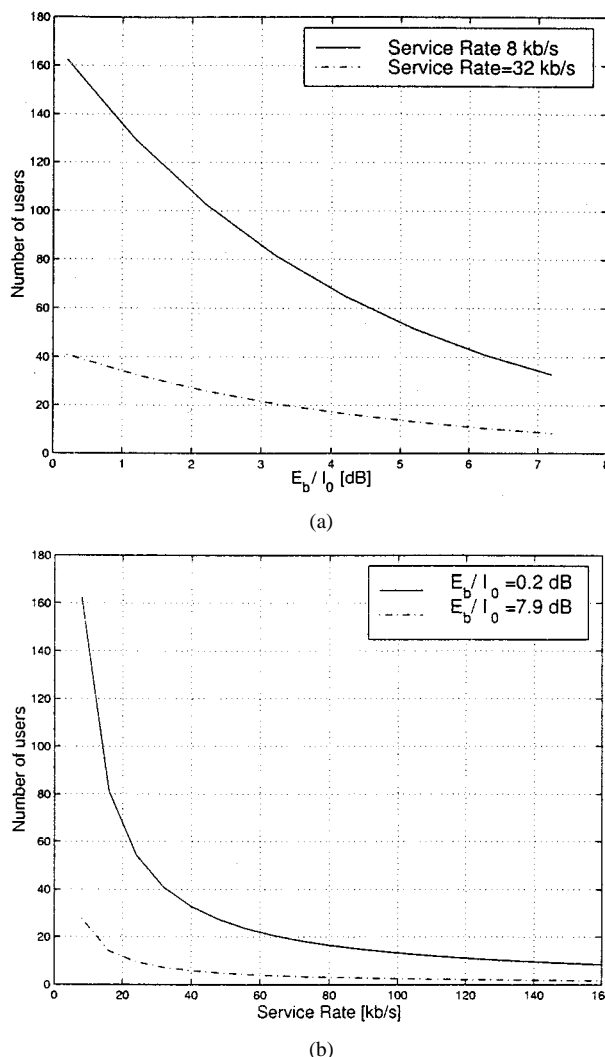 180
160
140
120
100
80
60
40
20
0
Number of users
Service Rate 8 kb/s
Service Rate=32 kb/s
0 1 2 3 4 5 6 7 8
E_b / I_0 [dB]
(a)
180
160
140
120
100
80
60
40
20
0
Number of users
E_b / I_0 =0.2 dB
E_b / I_0 =7.9 dB
0 20 40 60 80 100 120 140 160
Service Rate [kb/s]
(b)